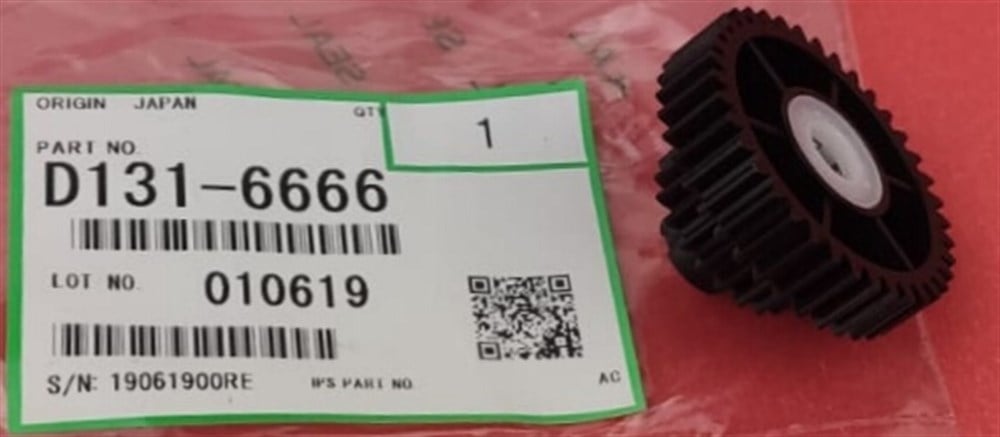 ORIGIN JAPAN
QTY
1
PART NO.
D131-6666
LOT NO.
010619
S/N: 19061900RE
IPS PART NO.
AC